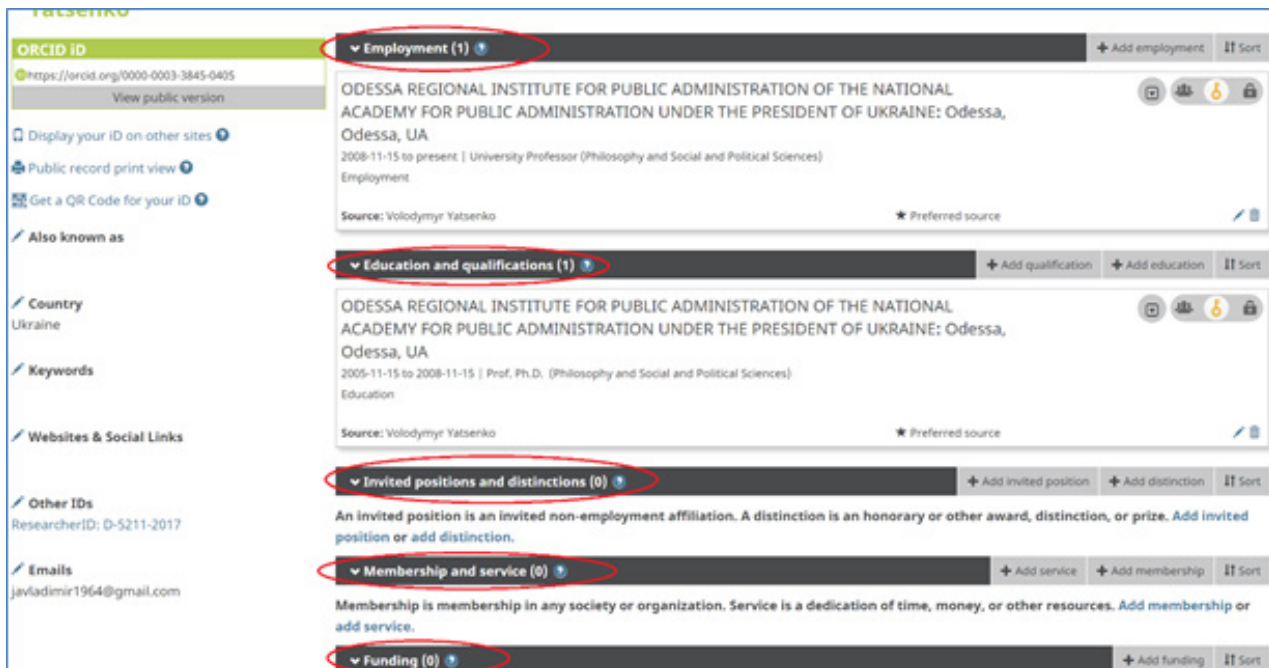 Yatsenko
ORCID iD
https://orcid.org/0000-0003-3845-0405
View public version
Display your iD on other sites
Public record print view
Get a QR Code for your iD
Also known as
Country
Ukraine
Keywords
Websites & Social Links
Other IDs
ResearcherID: D-5211-2017
Emails
javladimir1964@gmail.com
Employment (1) ? + Add employment Sort
ODESSA REGIONAL INSTITUTE FOR PUBLIC ADMINISTRATION OF THE NATIONAL
ACADEMY FOR PUBLIC ADMINISTRATION UNDER THE PRESIDENT OF UKRAINE: Odessa,
Odessa, UA
2008-11-15 to present | University Professor (Philosophy and Social and Political Sciences)
Employment
Source: Volodymyr Yatsenko ★ Preferred source
Education and qualifications (1) ? + Add qualification + Add education Sort
ODESSA REGIONAL INSTITUTE FOR PUBLIC ADMINISTRATION OF THE NATIONAL
ACADEMY FOR PUBLIC ADMINISTRATION UNDER THE PRESIDENT OF UKRAINE: Odessa,
Odessa, UA
2005-11-15 to 2008-11-15 | Prof, Ph.D. (Philosophy and Social and Political Sciences)
Education
Source: Volodymyr Yatsenko ★ Preferred source
Invited positions and distinctions (0) ? + Add invited position + Add distinction Sort
An invited position is an invited non-employment affiliation. A distinction is an honorary or other award, distinction, or prize. Add invited
position or add distinction.
Membership and service (0) ? + Add service + Add membership Sort
Membership is membership in any society or organization. Service is a dedication of time, money, or other resources. Add membership or
add service.
Funding (0) ? + Add funding Sort